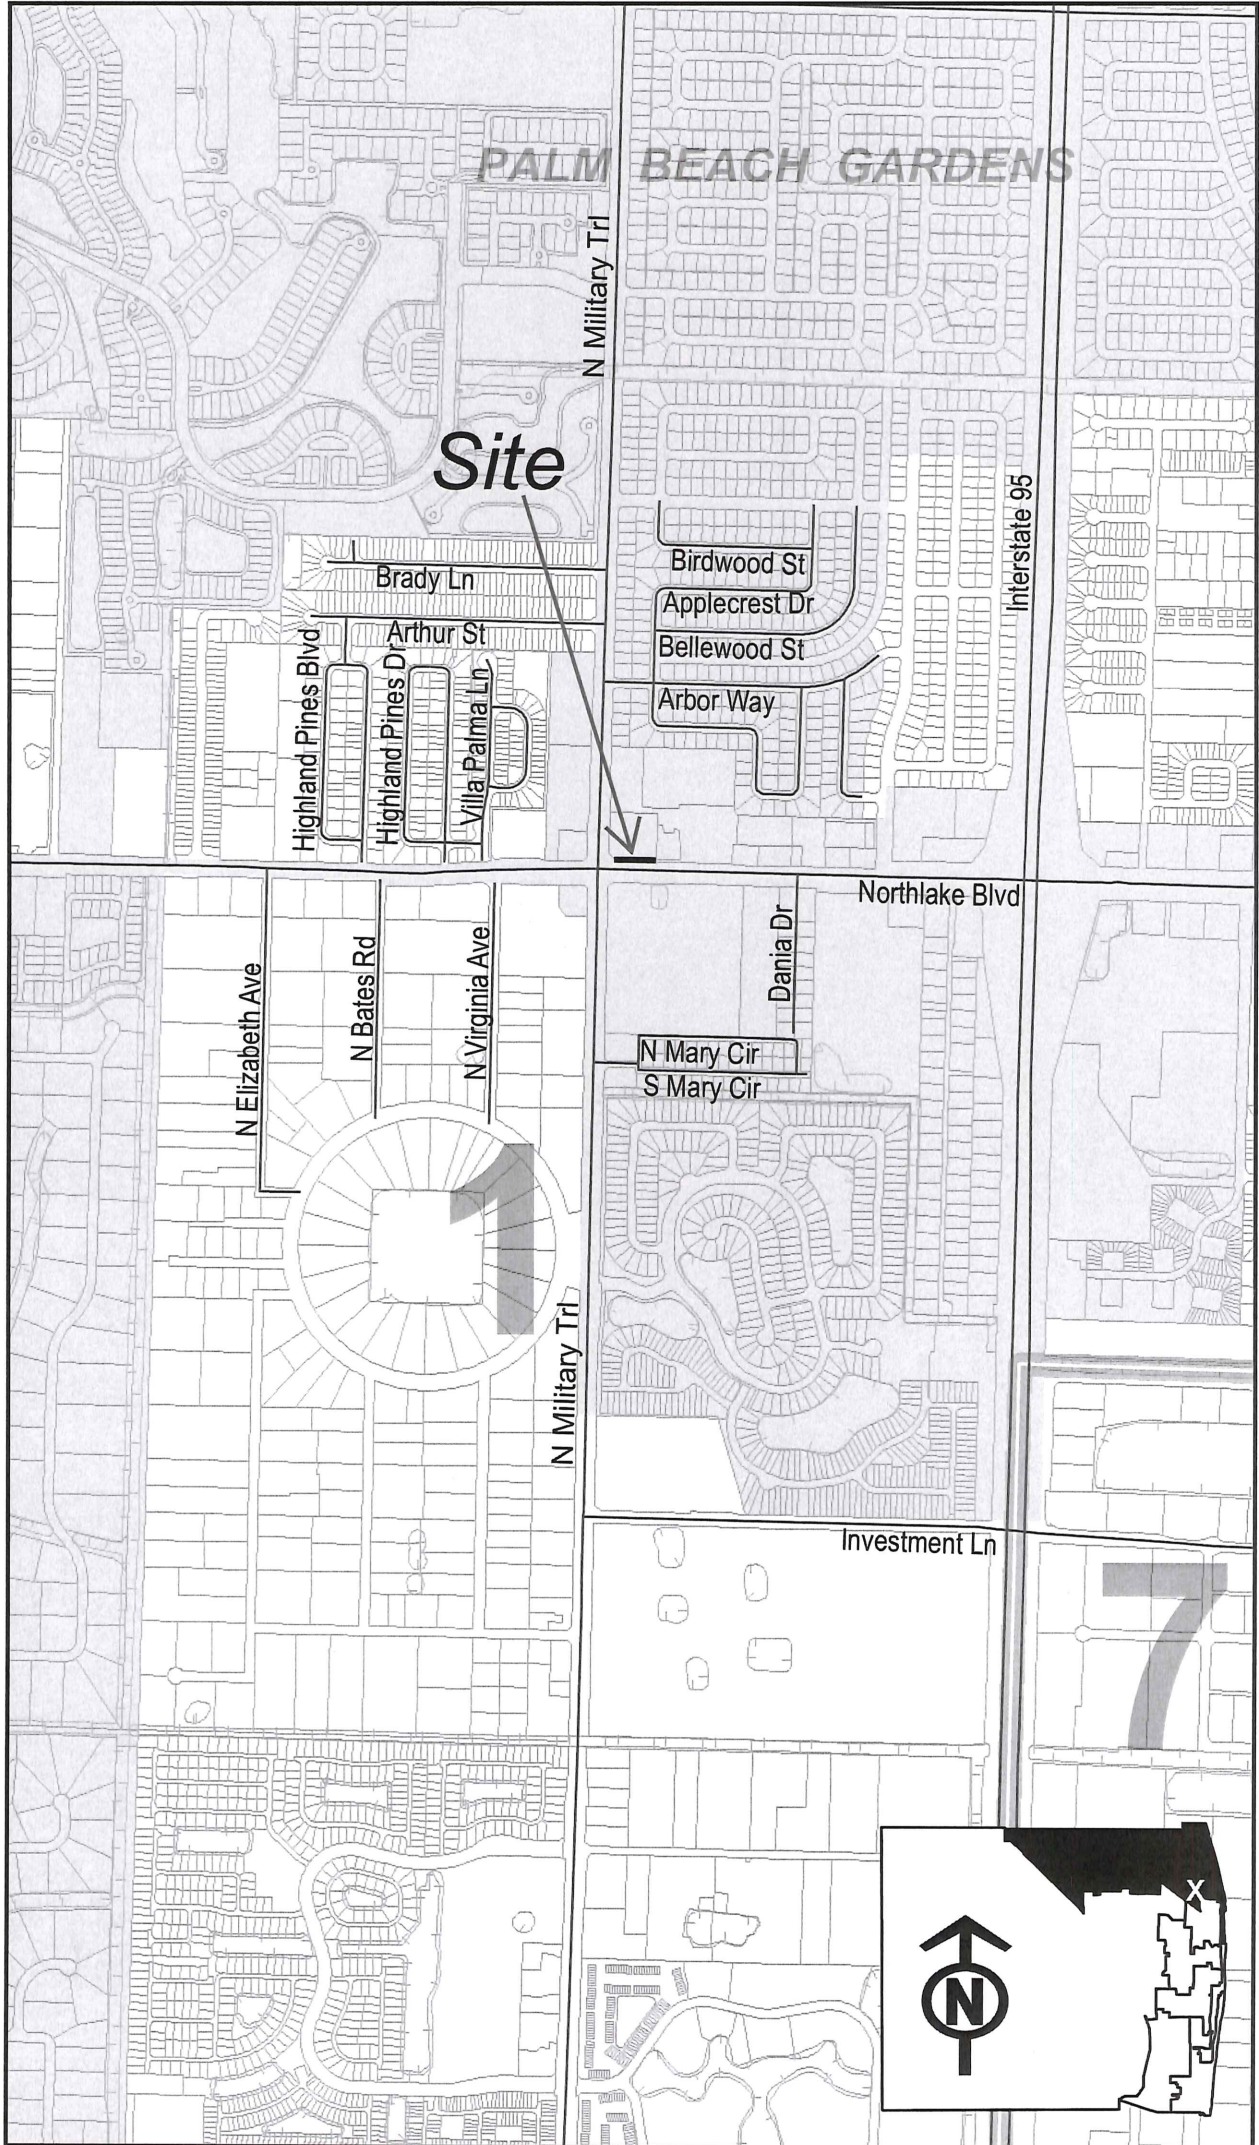 PALM BEACH GARDENS
N Military Trl
Site
Interstate 95
Birdwood St
Brady Ln
Applecrest Dr
Arthur St
Bellewood St
Highland Pines Blvd
Highland Pines Dr
Villa Palma Ln
Arbor Way
Northlake Blvd
N Elizabeth Ave
N Bates Rd
N Virginia Ave
Dania Dr
N Mary Cir
S Mary Cir
1
N Military Trl
Investment Ln
7
X
N